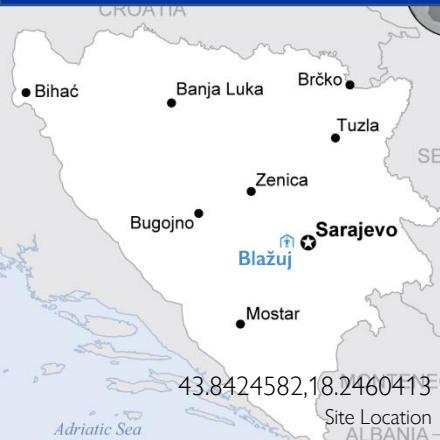 CROATIA
Bihać
Banja Luka
Brčko
Tuzla
SE
Zenica
Bugojno
Sarajevo
Blažuj
Mostar
43.8424582,18.2460413
MONTENEG
Site Location
Adriatic Sea
ALBANIA